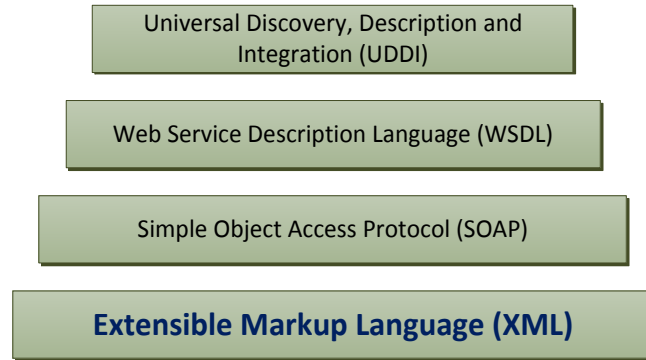 Universal Discovery, Description and
Integration (UDDI)
Web Service Description Language (WSDL)
Simple Object Access Protocol (SOAP)
Extensible Markup Language (XML)